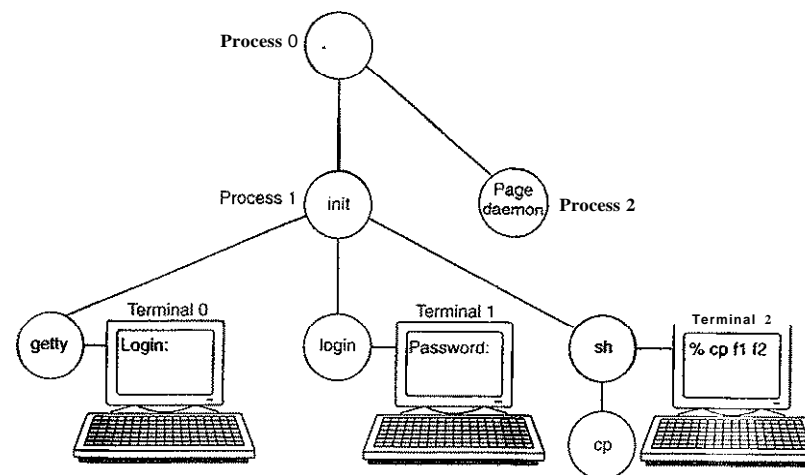 Process 0
Process 1
init
Page
daemon
Process 2
Terminal 0
getty
Login:
Terminal 1
login
Password:
Terminal 2
sh
% cp f1 f2
cp